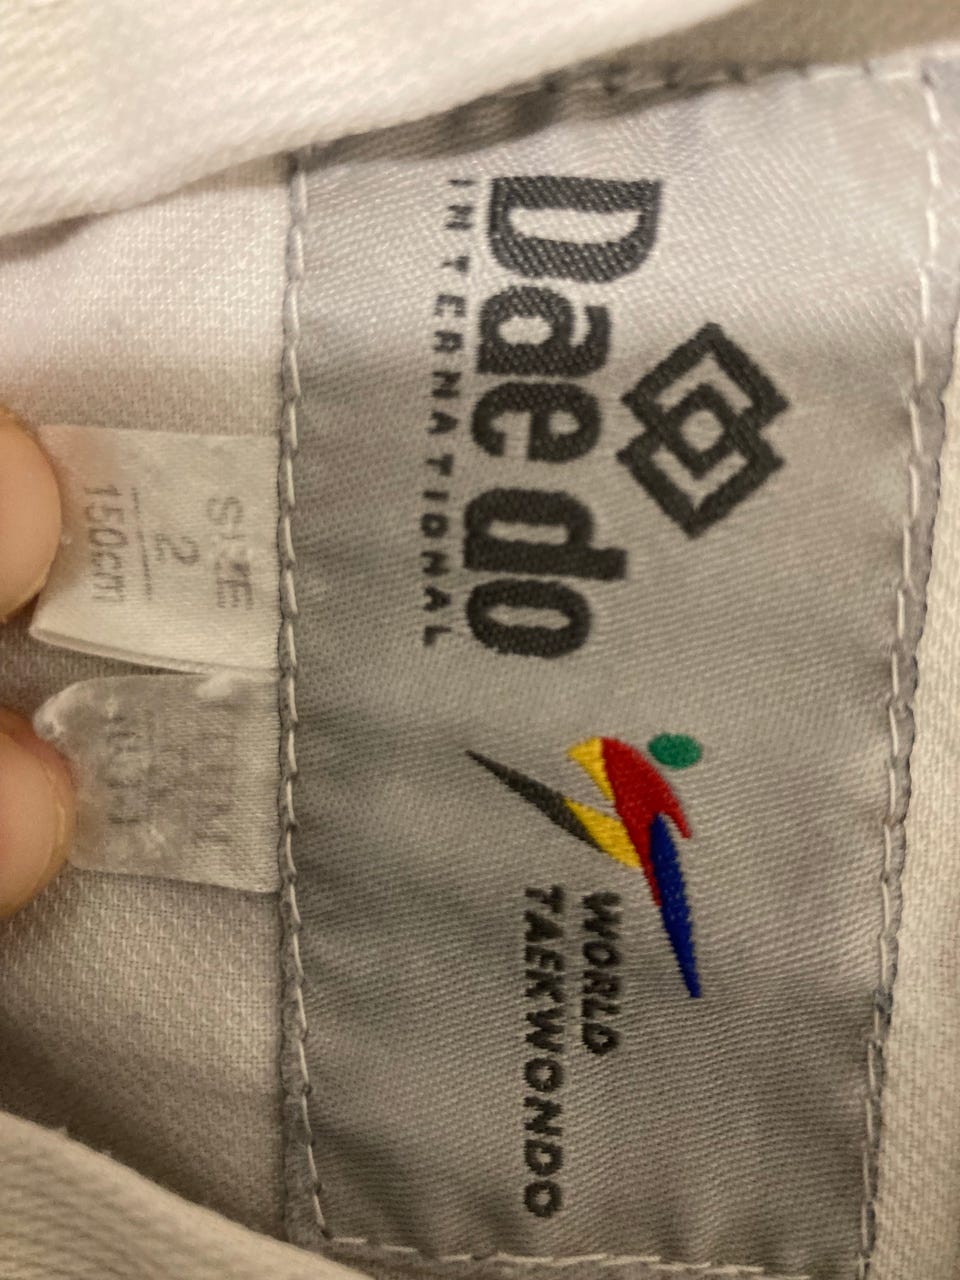 Daedo
INTERNATIONAL
WORLD
TAEKWONDO
SIZE
2
150cm